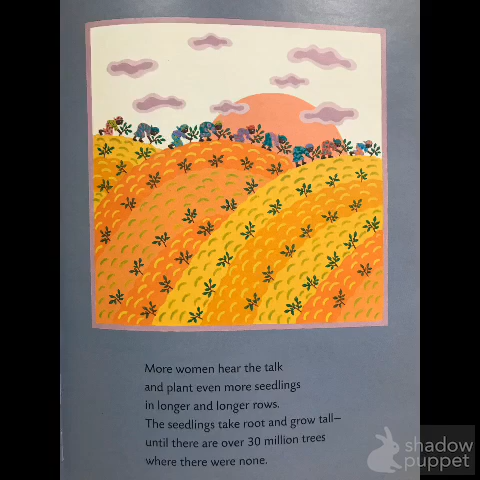 More women hear the talk
and plant even more seedlings
in longer and longer rows.
The seedlings take root and grow tall—
until there are over 30 million trees
where there were none.
shadow
puppet